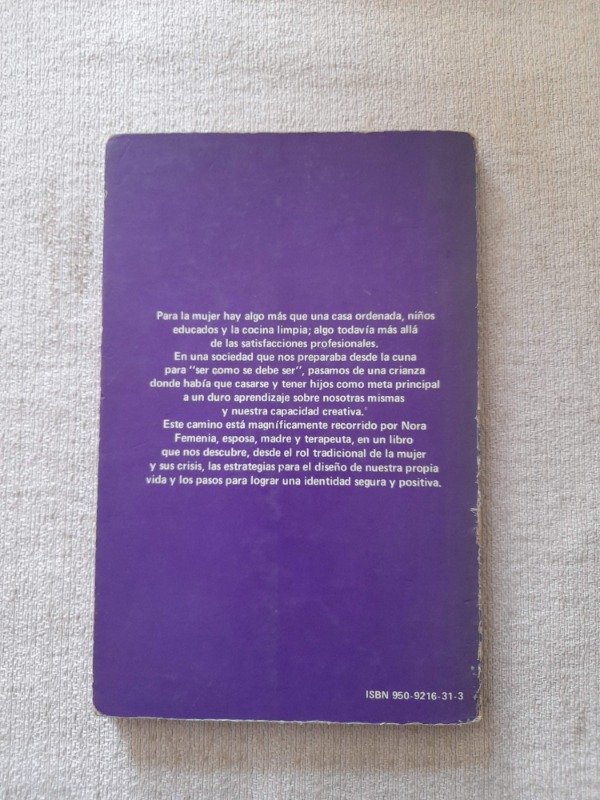 Para la mujer hay algo más que una casa ordenada, niños
educados y la cocina limpia; algo todavía más allá
de las satisfacciones profesionales.
En una sociedad que nos preparaba desde la cuna
para "ser como se debe ser", pasamos de una crianza
donde había que casarse y tener hijos como meta principal
a un duro aprendizaje sobre nosotras mismas
y nuestra capacidad creativa.
Este camino está magníficamente recorrido por Nora
Femenia, esposa, madre y terapeuta, en un libro
que nos descubre, desde el rol tradicional de la mujer
y sus crisis, las estrategias para el diseño de nuestra propia
vida y los pasos para lograr una identidad segura y positiva.
ISBN 950-9216-31-3